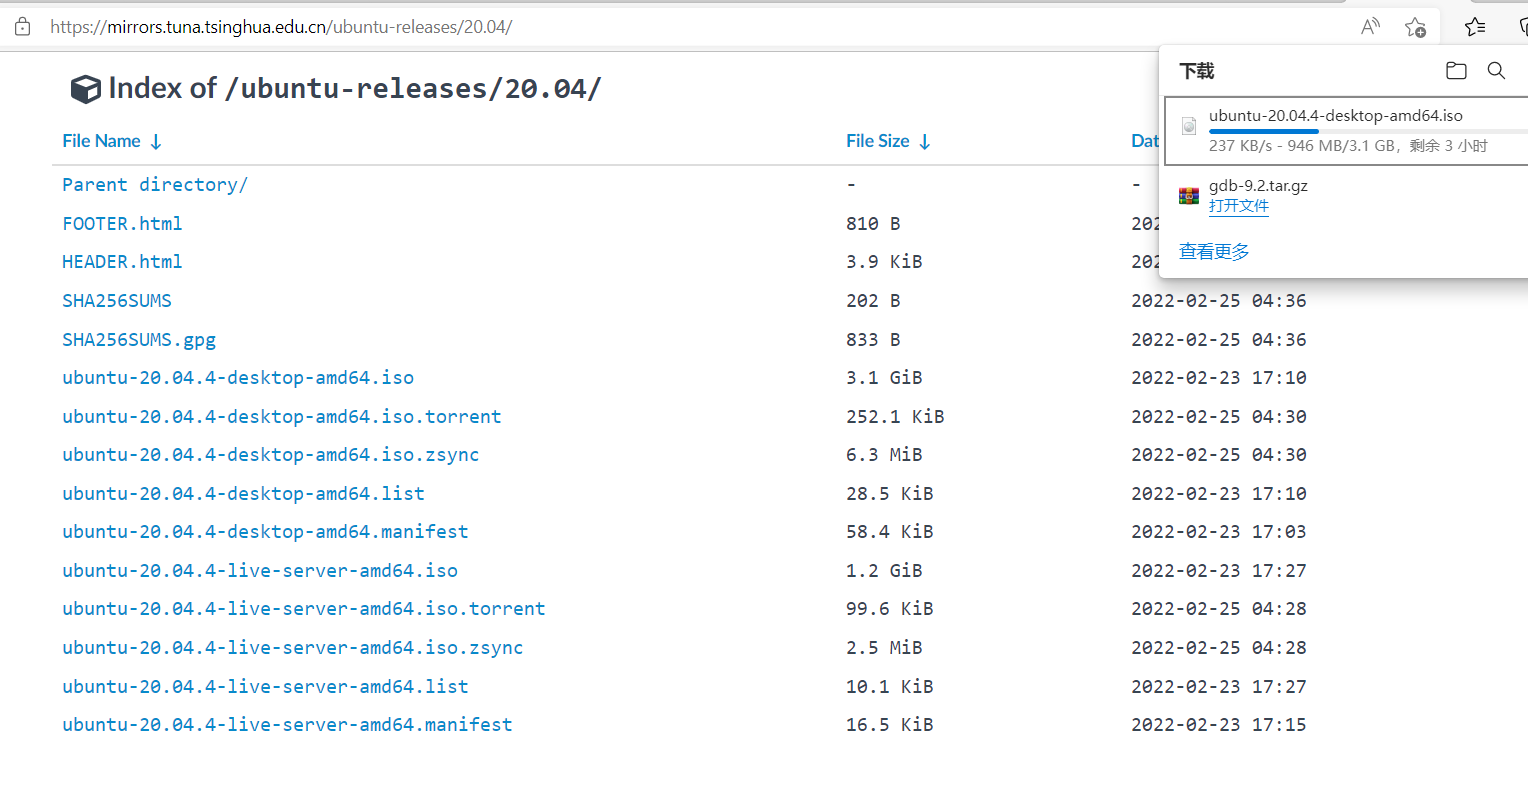 https://mirrors.tuna.tsinghua.edu.cn/ubuntu-releases/20.04/
Index of /ubuntu-releases/20.04/
File Name ↓ File Size ↓ Dat
Parent directory/ - -
FOOTER.html 810 B 202
HEADER.html 3.9 KiB 202
SHA256SUMS 202 B 2022-02-25 04:36
SHA256SUMS.gpg 833 B 2022-02-25 04:36
ubuntu-20.04.4-desktop-amd64.iso 3.1 GiB 2022-02-23 17:10
ubuntu-20.04.4-desktop-amd64.iso.torrent 252.1 KiB 2022-02-25 04:30
ubuntu-20.04.4-desktop-amd64.iso.zsync 6.3 MiB 2022-02-25 04:30
ubuntu-20.04.4-desktop-amd64.list 28.5 KiB 2022-02-23 17:10
ubuntu-20.04.4-desktop-amd64.manifest 58.4 KiB 2022-02-23 17:03
ubuntu-20.04.4-live-server-amd64.iso 1.2 GiB 2022-02-23 17:27
ubuntu-20.04.4-live-server-amd64.iso.torrent 99.6 KiB 2022-02-25 04:28
ubuntu-20.04.4-live-server-amd64.iso.zsync 2.5 MiB 2022-02-25 04:28
ubuntu-20.04.4-live-server-amd64.list 10.1 KiB 2022-02-23 17:27
ubuntu-20.04.4-live-server-amd64.manifest 16.5 KiB 2022-02-23 17:15
下载
ubuntu-20.04.4-desktop-amd64.iso
237 KB/s - 946 MB/3.1 GB，剩余 3 小时
gdb-9.2.tar.gz
打开文件
查看更多